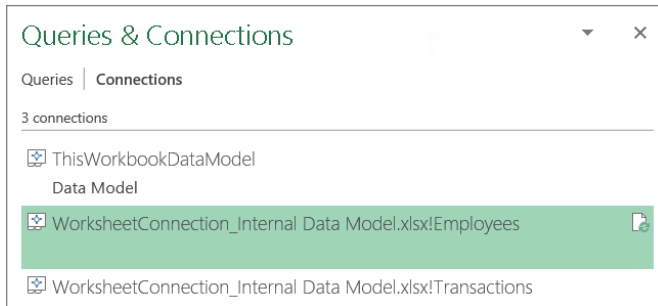 Queries & Connections
Queries | Connections
3 connections
ThisWorkbookDataModel
Data Model
WorksheetConnection_Internal Data Model.xlsx!Employees
WorksheetConnection_Internal Data Model.xlsx!Transactions